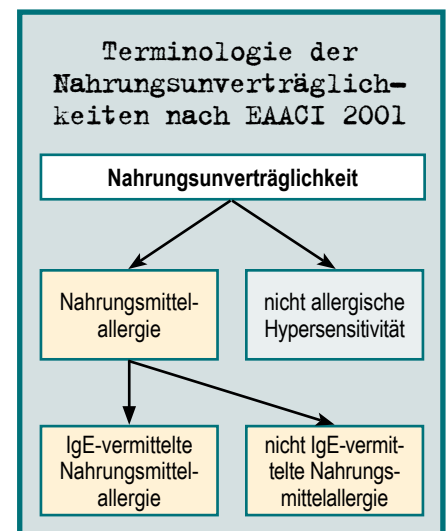 Terminologie der
Nahrungsunverträglich-
keiten nach EAACI 2001
Nahrungsunverträglichkeit
Nahrungsmittel-
allergie
nicht allergische
Hypersensitivität
IgE-vermittelte
Nahrungsmittel-
allergie
nicht IgE-vermit-
telte Nahrungs-
mittelallergie